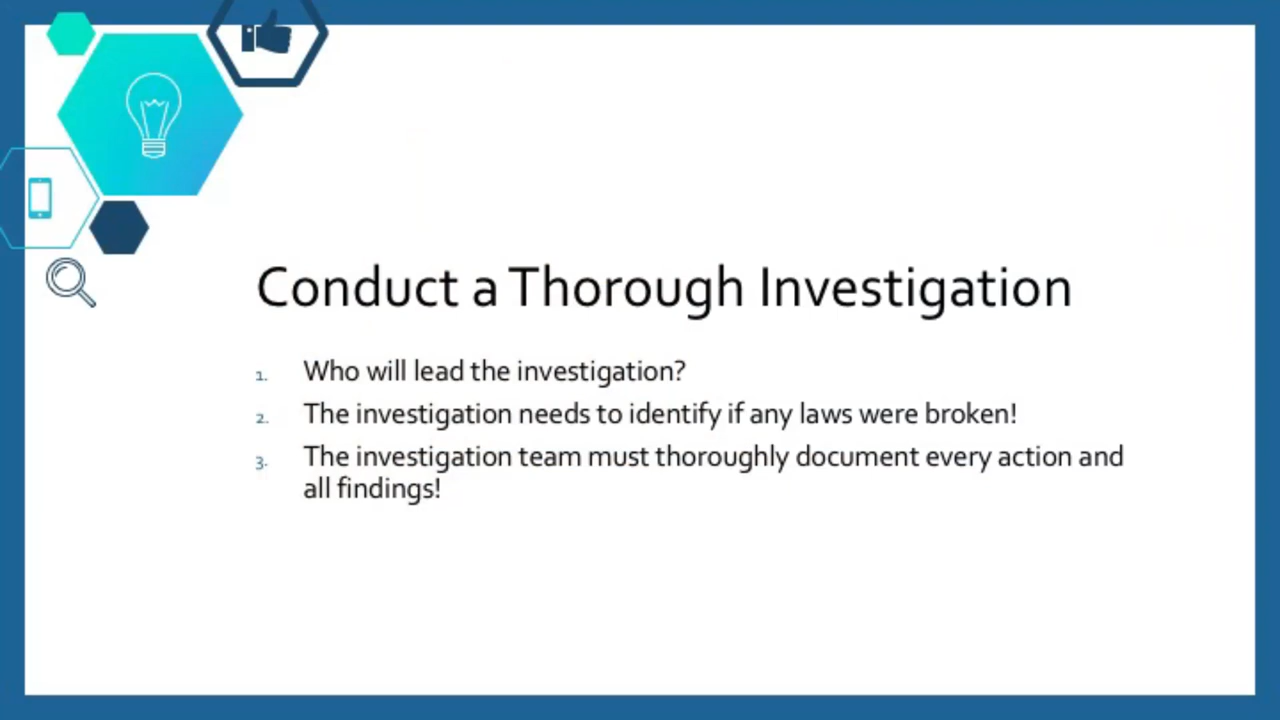 Conduct a Thorough Investigation
1. Who will lead the investigation?
2. The investigation needs to identify if any laws were broken!
3. The investigation team must thoroughly document every action and
all findings!